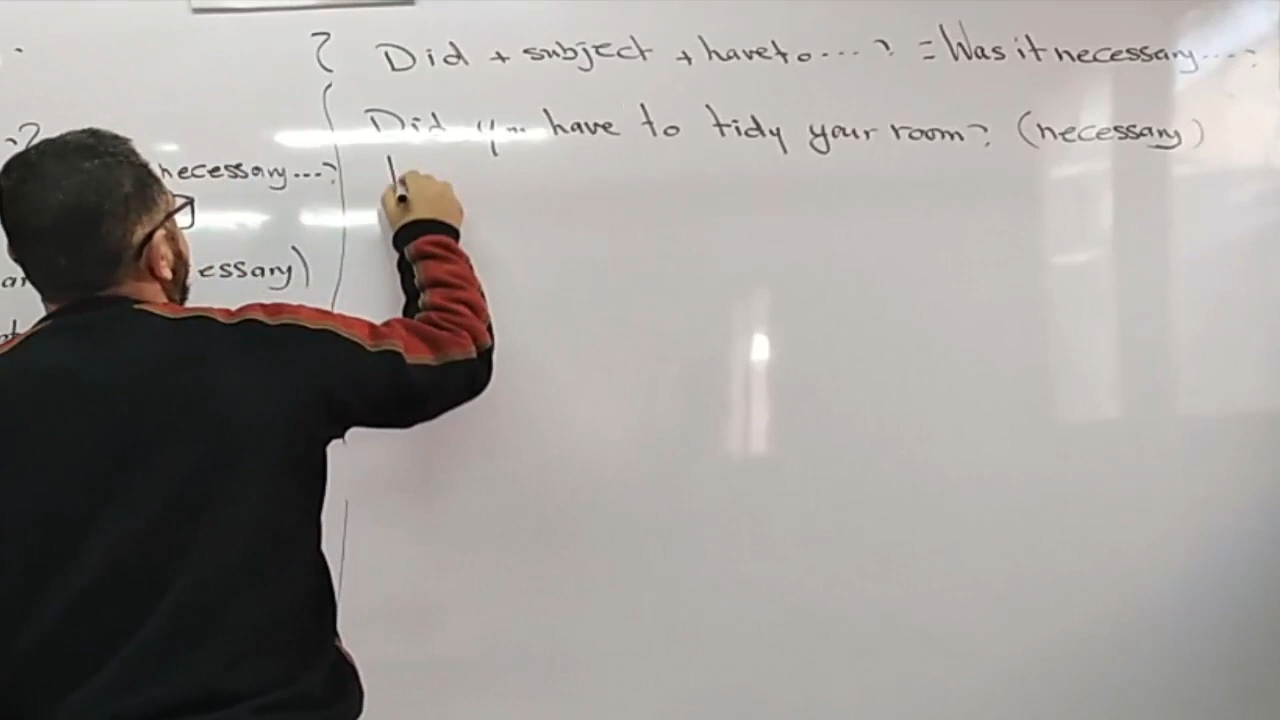 ? Did + subject + have to ....? = Was it necessary....?
Did you have to tidy your room? (necessary)
necessary...?
essary)